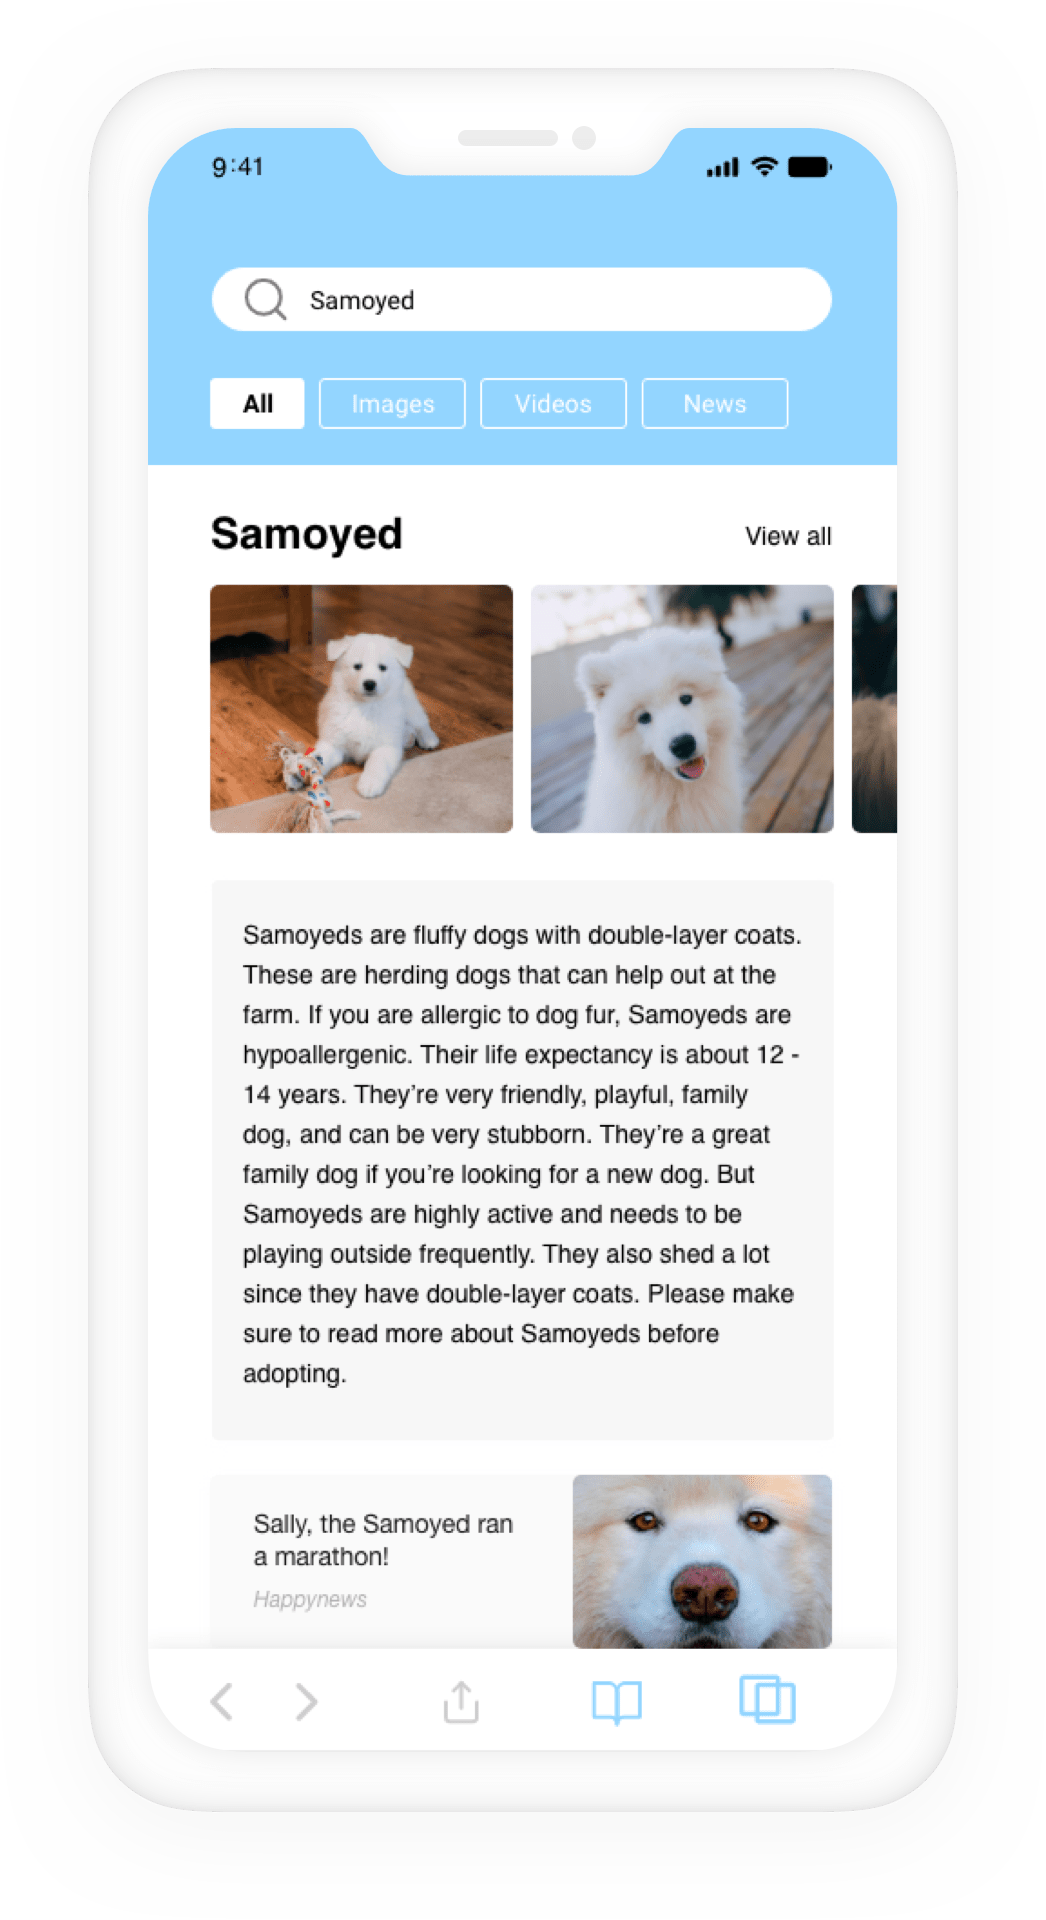 9:41
Samoyed
All
Images
Videos
News
Samoyed
View all
Samoyeds are fluffy dogs with double-layer coats.
These are herding dogs that can help out at the
farm. If you are allergic to dog fur, Samoyeds are
hypoallergenic. Their life expectancy is about 12 -
14 years. They’re very friendly, playful, family
dog, and can be very stubborn. They’re a great
family dog if you’re looking for a new dog. But
Samoyeds are highly active and needs to be
playing outside frequently. They also shed a lot
since they have double-layer coats. Please make
sure to read more about Samoyeds before
adopting.
Sally, the Samoyed ran
a marathon!
Happynews